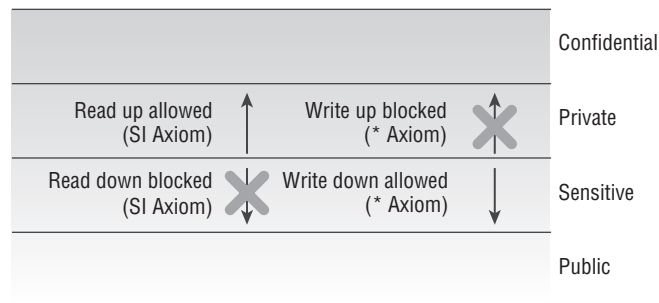 Confidential
Read up allowed
(SI Axiom)
Write up blocked
(* Axiom)
Private
Read down blocked
(SI Axiom)
Write down allowed
(* Axiom)
Sensitive
Public